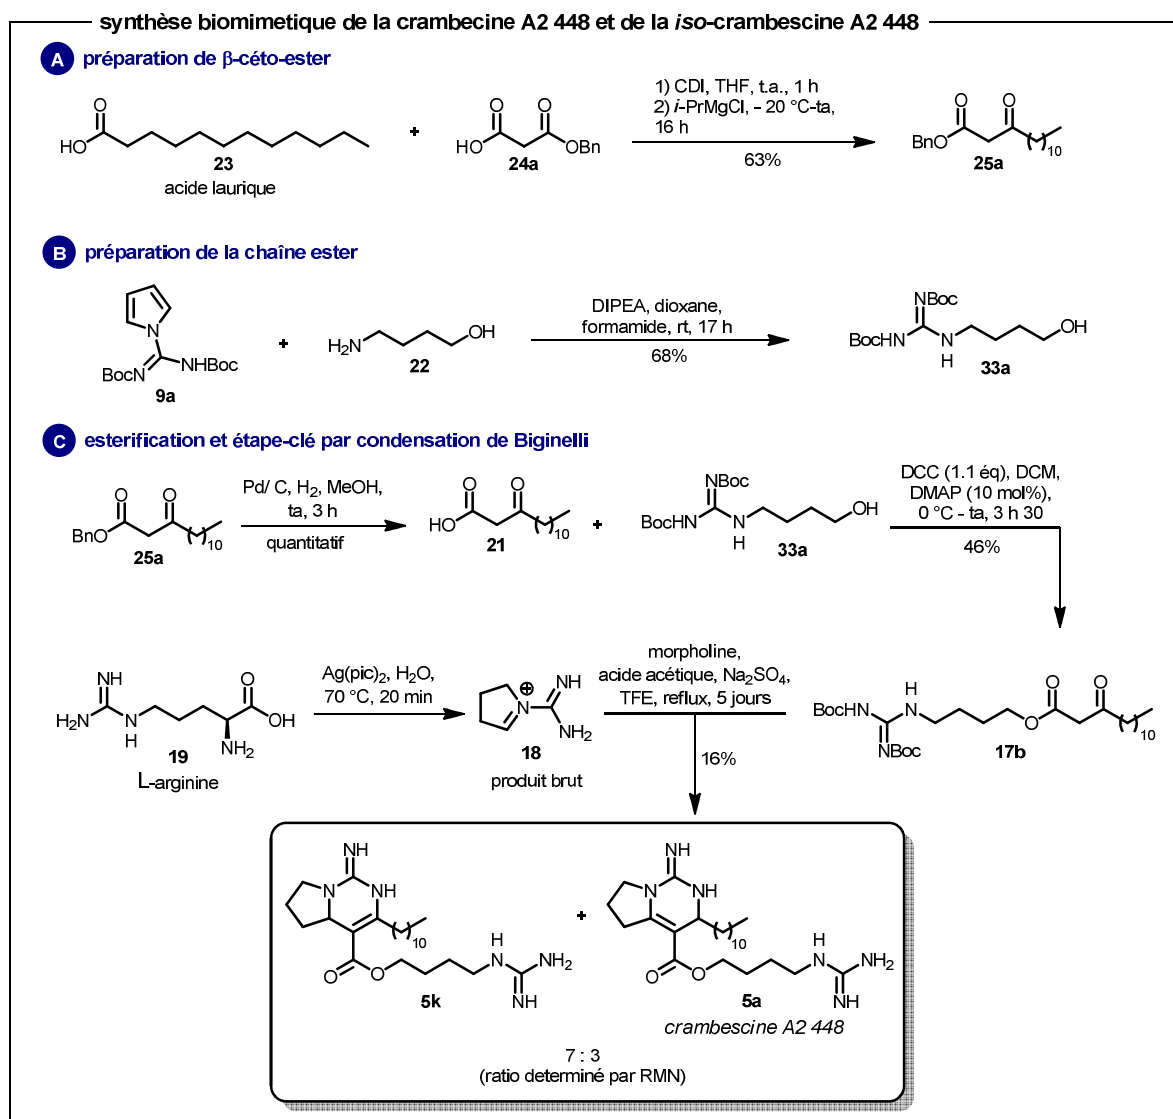 synthèse biomimetique de la crambecine A2 448 et de la iso-crambescine A2 448
A préparation de β-céto-ester
O
HO
23
acide laurique
+
O O
HO OBn
24a
1) CDI, THF, t.a., 1 h
2) i-PrMgCl, - 20 °C-ta,
16 h
63%
O O
BnO
10
25a
B préparation de la chaîne ester
N
BocN NHBoc
9a
+
H2N OH
22
DIPEA, dioxane,
formamide, rt, 17 h
68%
NBoc
BocHN N OH
H
33a
C esterification et étape-clé par condensation de Biginelli
O O
BnO
10
25a
Pd/ C, H2, MeOH,
ta, 3 h
quantitatif
O O
HO
10
21
+
NBoc
BocHN N OH
H
33a
DCC (1.1 éq), DCM,
DMAP (10 mol%),
0 °C - ta, 3 h 30
46%
NH O
NH2 N OH
H NH2
19
L-arginine
Ag(pic)2, H2O,
70 °C, 20 min
⊕
N NH
NH2
18
produit brut
morpholine,
acide acétique, Na2SO4,
TFE, reflux, 5 jours
16%
H O O
BocHN N O
NBoc 10
17b
NH
N NH
10
O O
H
N NH2
NH
5k
+
NH
N NH
10
O O
H
N NH2
NH
5a
crambescine A2 448
7 : 3
(ratio determiné par RMN)